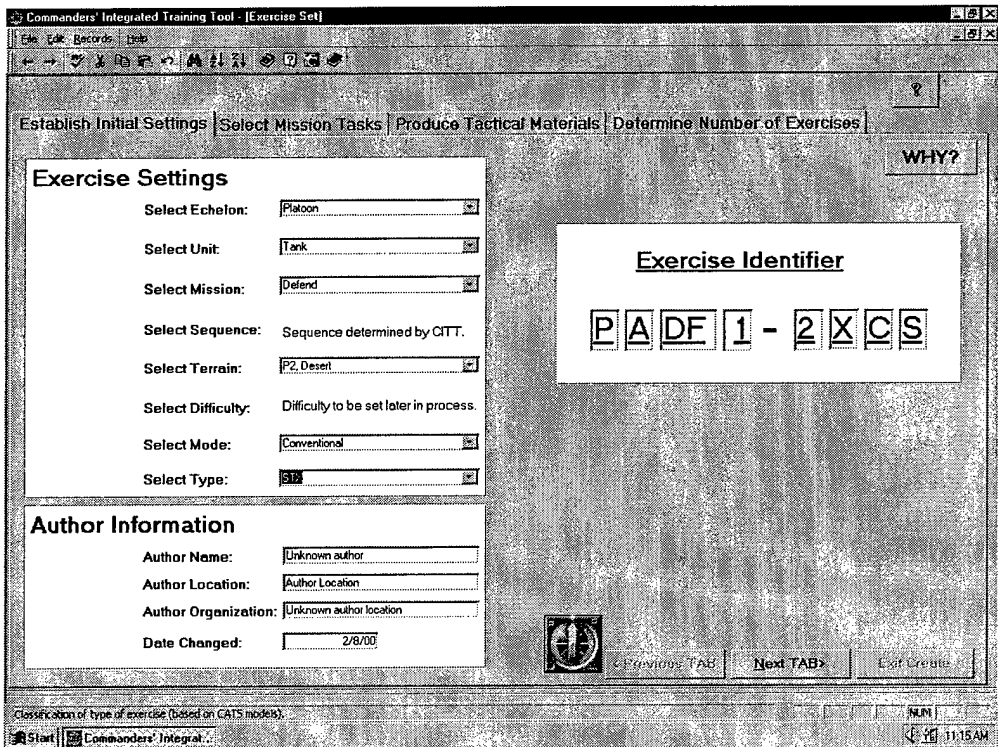 Commanders' Integrated Training Tool - [Exercise Set]
File Edit Records Help
?
Establish Initial Settings Select Mission Tasks Produce Tactical Materials Determine Number of Exercises
WHY?
Exercise Settings
Select Echelon: Platoon
Select Unit: Tank
Select Mission: Defend
Select Sequence: Sequence determined by CITT.
Select Terrain: P2, Desert
Select Difficulty: Difficulty to be set later in process.
Select Mode: Conventional
Select Type: STX
Exercise Identifier
P A DF 1 - 2 X C S
Author Information
Author Name: Unknown author
Author Location: Author Location
Author Organization: Unknown author location
Date Changed: 2/8/00
<Previous TAB Next TAB> Exit Create
Classification of type of exercise (based on CATS models).
NUM
Start Commanders' Integrat...
11:15 AM